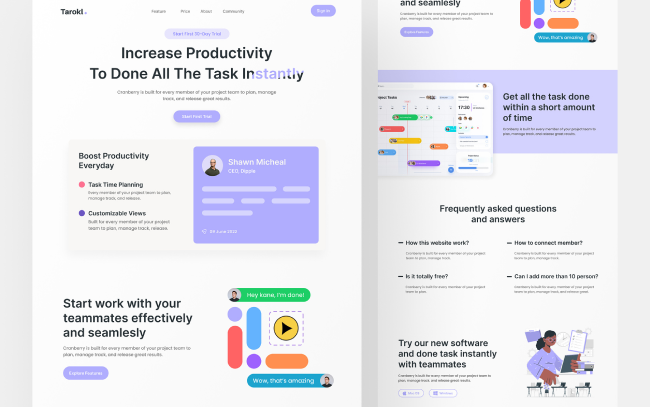 Tarokl.
Feature Price About Community
Sign In
Start First 30-Day Trial
Increase Productivity
To Done All The Task Instantly
Cranberry is built for every member of your project team to plan, manage
track, and release great results.
Start First Trial
Boost Productivity
Everyday
Task Time Planning
Every member of your project team to plan,
manage track, and release.
Customizable Views
Built for every member of your project
team to plan, manage track, release.
Shawn Micheal
CEO, Dipple
Start work with your
teammates effectively
and seamlesly
Cranberry is built for every member of your project team to
plan, manage track, and release great results.
Explore Features
Hey kane, I'm done!
Wow, that's amazing
and seamlesly
Cranberry is built for every member of your project team to
plan, manage track, and release great results.
Explore Features
Wow, that's amazing
Get all the task done
within a short amount
of time
Cranberry is built for every member of your project team to
plan, manage track, and release great results.
Frequently asked questions
and answers
How this website work?
Cranberry is built for every member of your project
team to plan, manage track.
How to connect member?
Cranberry is built for every member of your project
team to plan, manage track.
Is it totally free?
Cranberry is built for every member of your project
team to plan.
Can I add more than 10 person?
Cranberry is built for every member of your project
team to plan, manage track, and release great.
Try our new software
and done task instantly
with teammates
Cranberry is built for every member of your project team to
plan, manage track, and release great results.